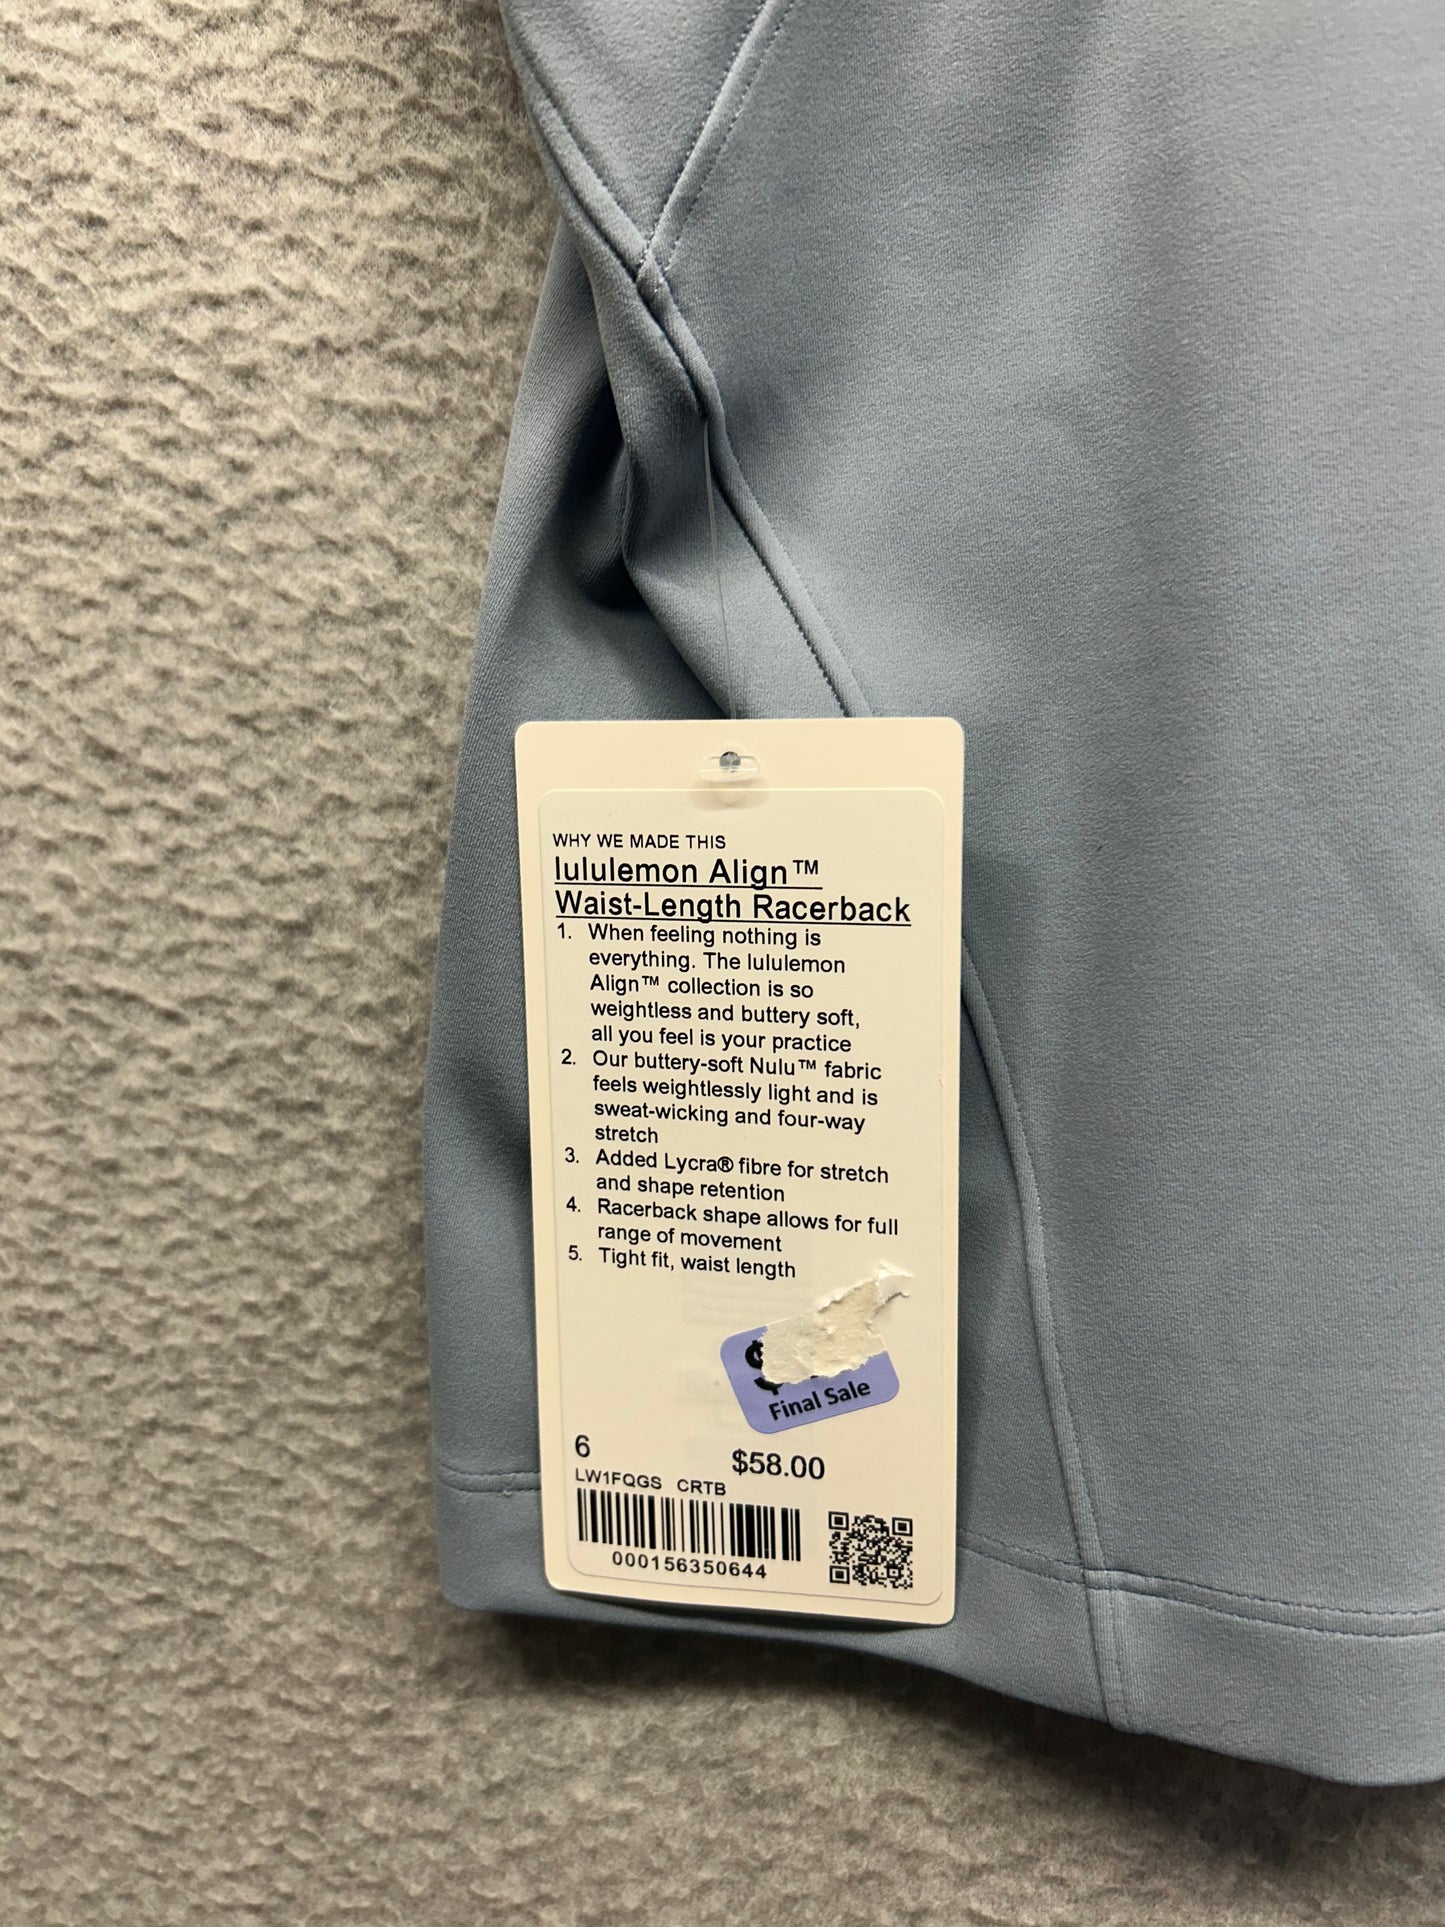 WHY WE MADE THIS
lululemon Align™
Waist-Length Racerback
1. When feeling nothing is
everything. The lululemon
Align™ collection is so
weightless and buttery soft,
all you feel is your practice
2. Our buttery-soft Nulu™ fabric
feels weightlessly light and is
sweat-wicking and four-way
stretch
3. Added Lycra® fibre for stretch
and shape retention
4. Racerback shape allows for full
range of movement
5. Tight fit, waist length
$
Final Sale
6 $58.00
LW1FQGS CRTB
000156350644